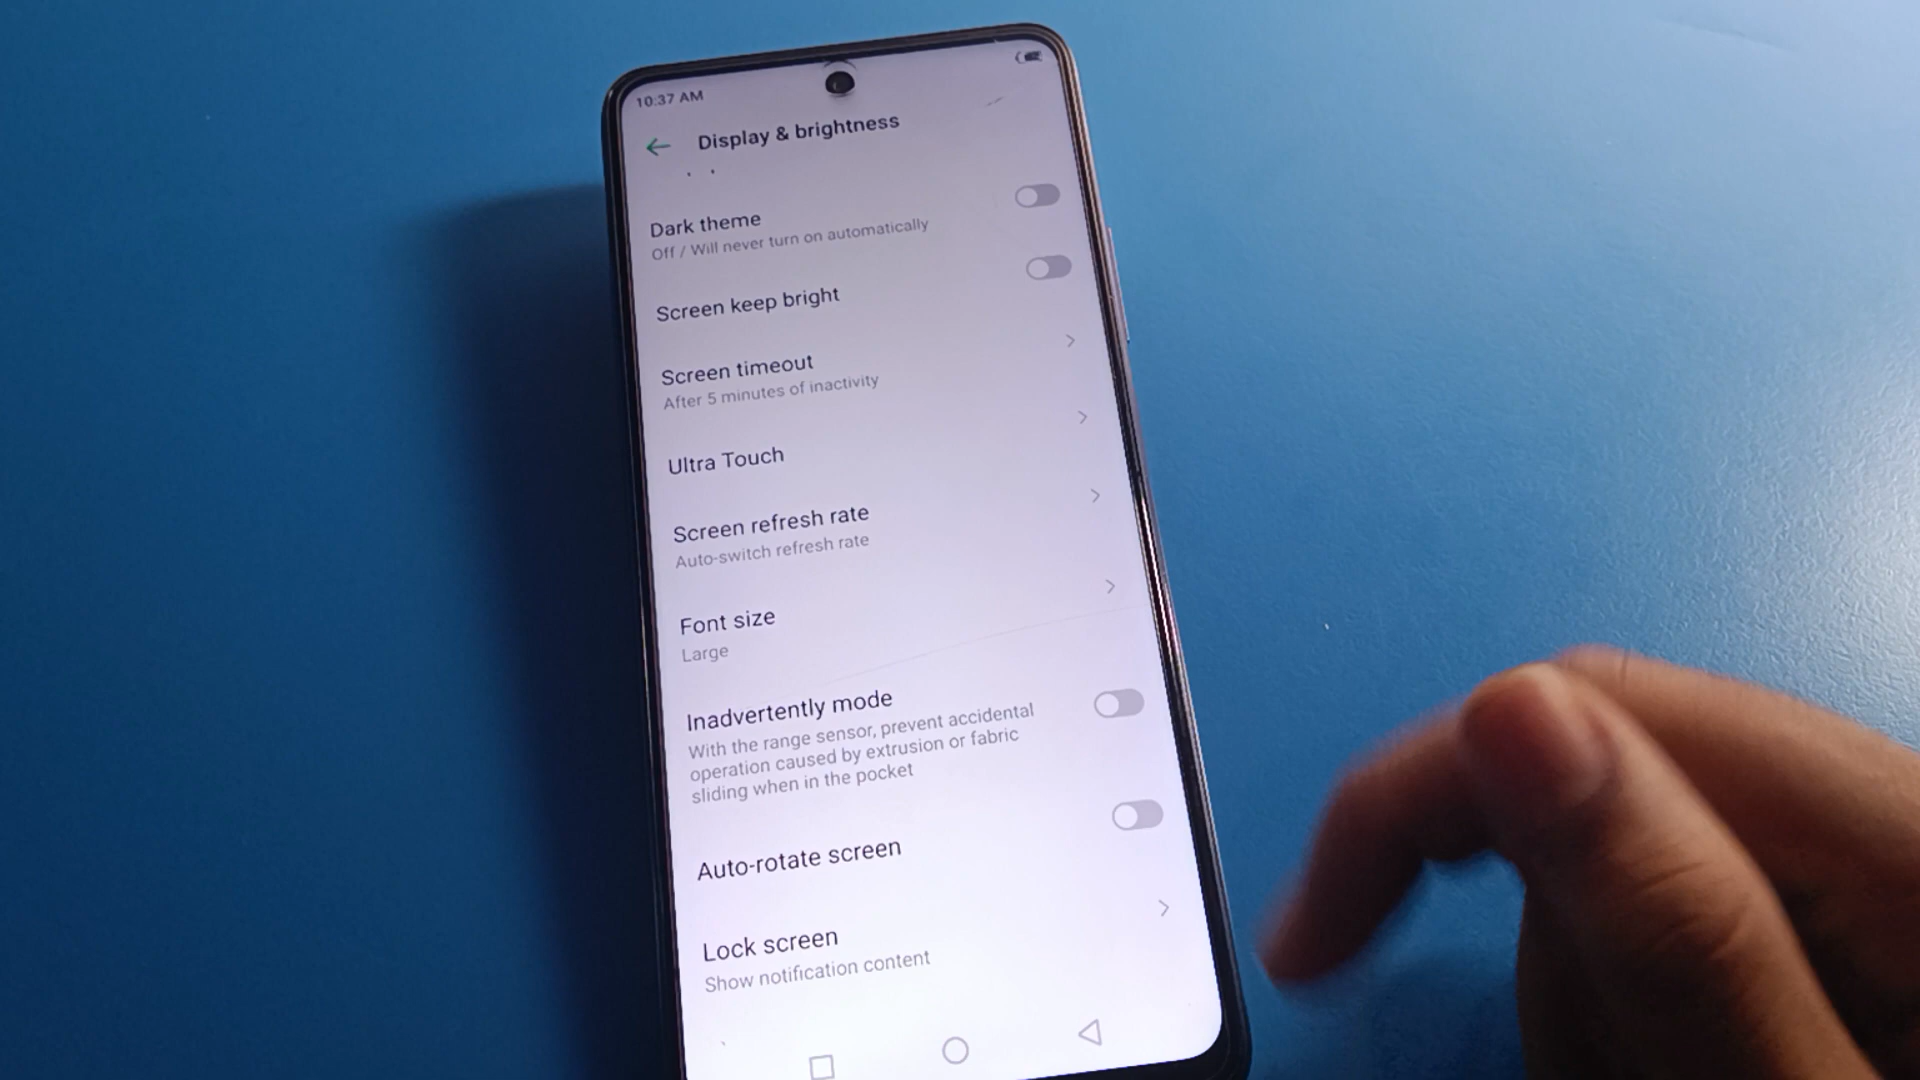 10:37 AM
Display & brightness
Dark theme
Off / Will never turn on automatically
Screen keep bright
Screen timeout
After 5 minutes of inactivity
Ultra Touch
Screen refresh rate
Auto-switch refresh rate
Font size
Large
Inadvertently mode
With the range sensor, prevent accidental
operation caused by extrusion or fabric
sliding when in the pocket
Auto-rotate screen
Lock screen
Show notification content